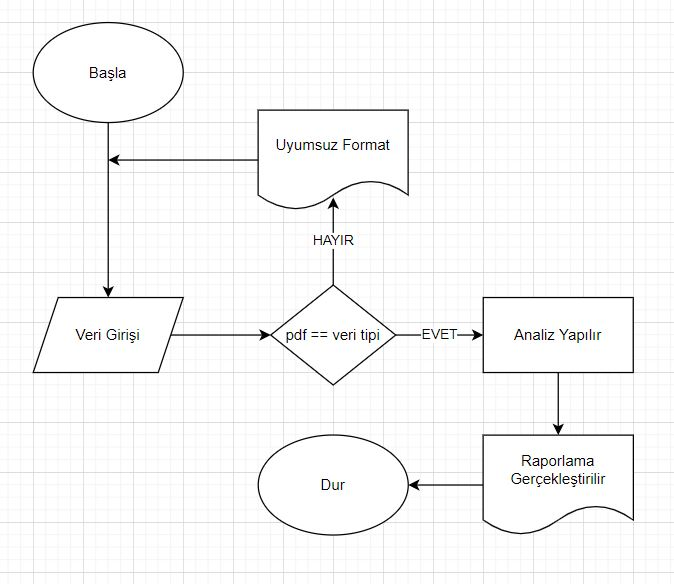 Başla
Uyumsuz Format
HAYIR
Veri Girişi
pdf == veri tipi
EVET
Analiz Yapılır
Raporlama
Gerçekleştirilir
Dur